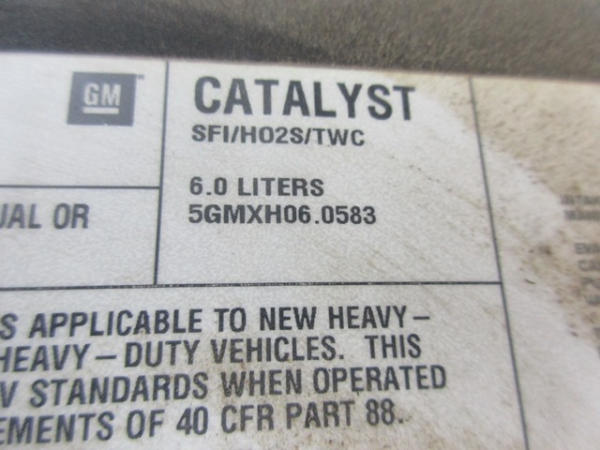 GM
CATALYST
SFI/HO2S/TWC
6.0 LITERS
5GMXH06.0583
UAL OR
S APPLICABLE TO NEW HEAVY–
HEAVY–DUTY VEHICLES. THIS
V STANDARDS WHEN OPERATED
EMENTS OF 40 CFR PART 88.